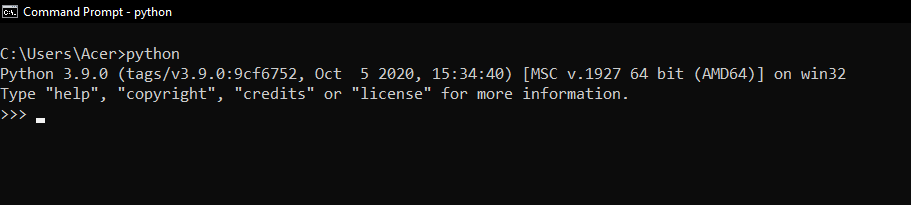 Command Prompt - python
C:\Users\Acer>python
Python 3.9.0 (tags/v3.9.0:9cf6752, Oct  5 2020, 15:34:40) [MSC v.1927 64 bit (AMD64)] on win32
Type "help", "copyright", "credits" or "license" for more information.
>>>